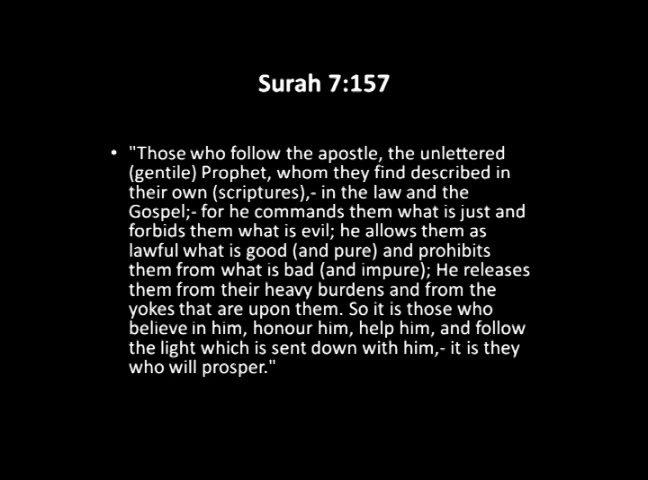 Surah 7:157
• "Those who follow the apostle, the unlettered
(gentile) Prophet, whom they find described in
their own (scriptures),- in the law and the
Gospel;- for he commands them what is just and
forbids them what is evil; he allows them as
lawful what is good (and pure) and prohibits
them from what is bad (and impure); He releases
them from their heavy burdens and from the
yokes that are upon them. So it is those who
believe in him, honour him, help him, and follow
the light which is sent down with him,- it is they
who will prosper."